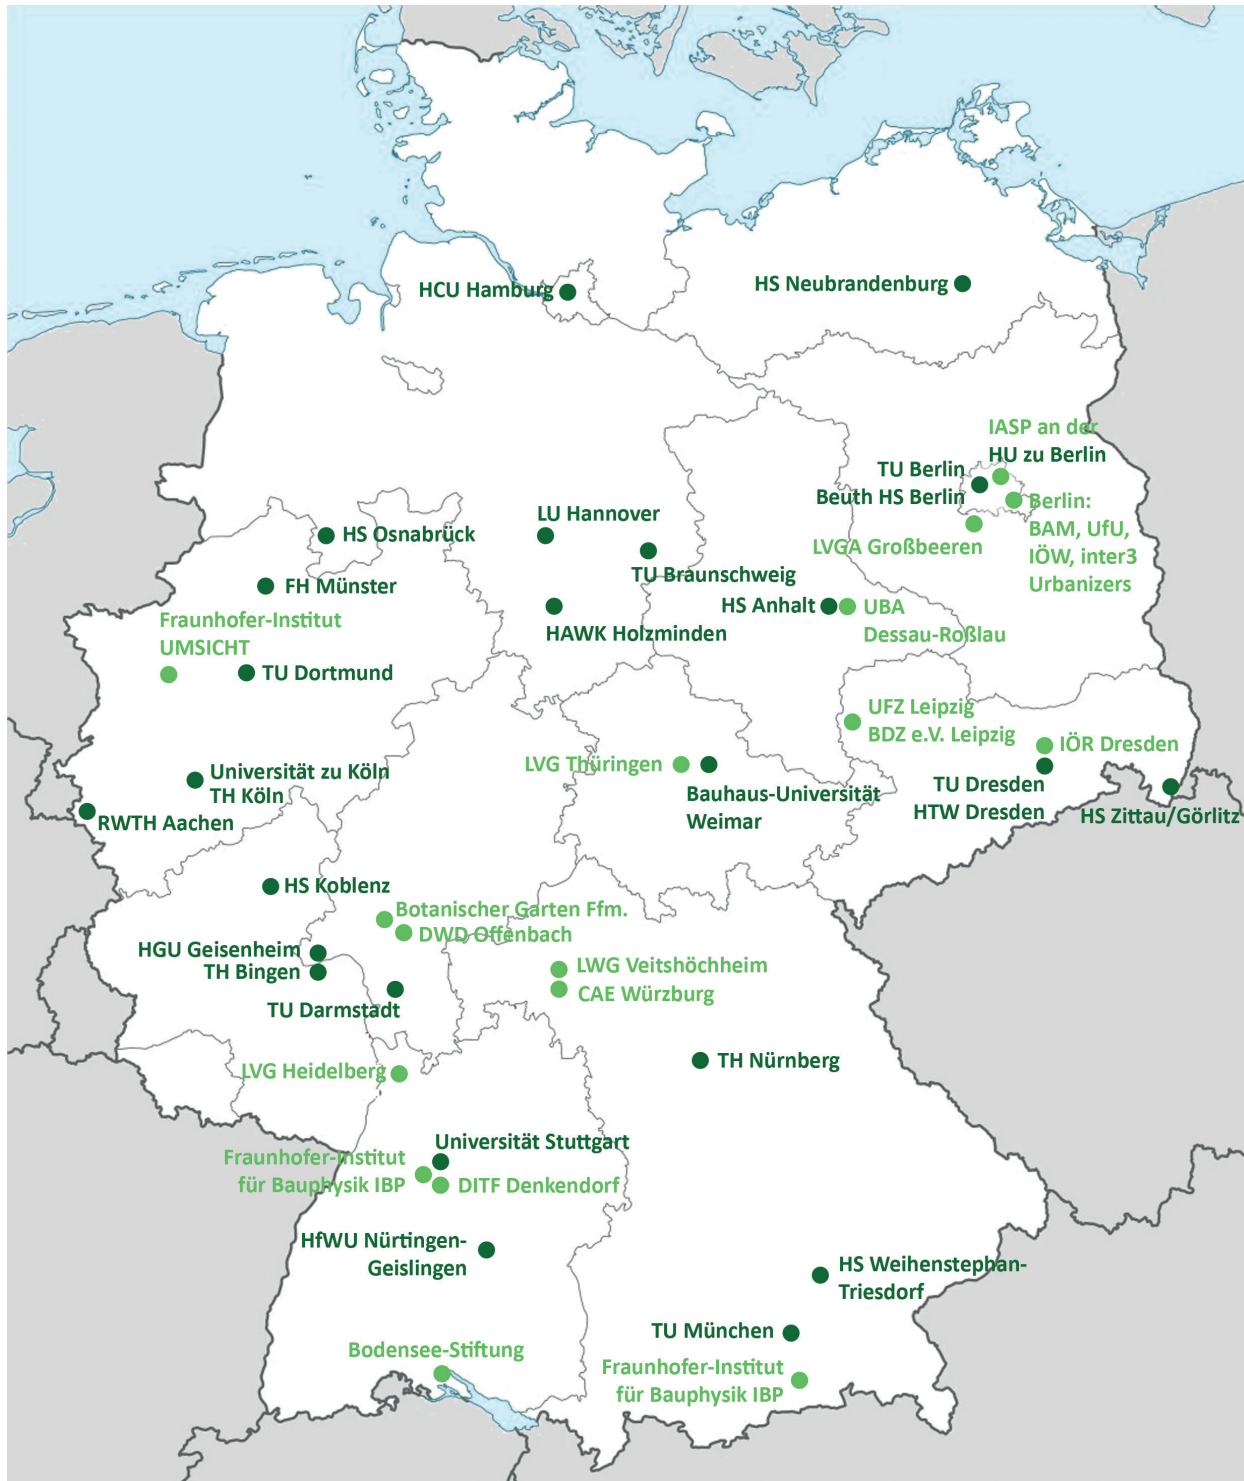 HCU Hamburg
HS Neubrandenburg
IASP an der
HU zu Berlin
TU Berlin
Beuth HS Berlin
Berlin:
BAM, UfU,
IÖW, inter3
Urbanizers
LVGA Großbeeren
HS Osnabrück
LU Hannover
TU Braunschweig
FH Münster
HS Anhalt
UBA
Dessau-Roßlau
HAWK Holzminden
Fraunhofer-Institut
UMSICHT
TU Dortmund
UFZ Leipzig
BDZ e.V. Leipzig
IÖR Dresden
LVG Thüringen
Universität zu Köln
TH Köln
TU Dresden
HTW Dresden
Bauhaus-Universität
Weimar
HS Zittau/Görlitz
RWTH Aachen
HS Koblenz
Botanischer Garten Ffm.
DWD Offenbach
HGU Geisenheim
TH Bingen
LWG Veitshöchheim
CAE Würzburg
TU Darmstadt
TH Nürnberg
LVG Heidelberg
Universität Stuttgart
Fraunhofer-Institut
für Bauphysik IBP
DITF Denkendorf
HfWU Nürtingen-
Geislingen
HS Weihenstephan-
Triesdorf
TU München
Bodensee-Stiftung
Fraunhofer-Institut
für Bauphysik IBP